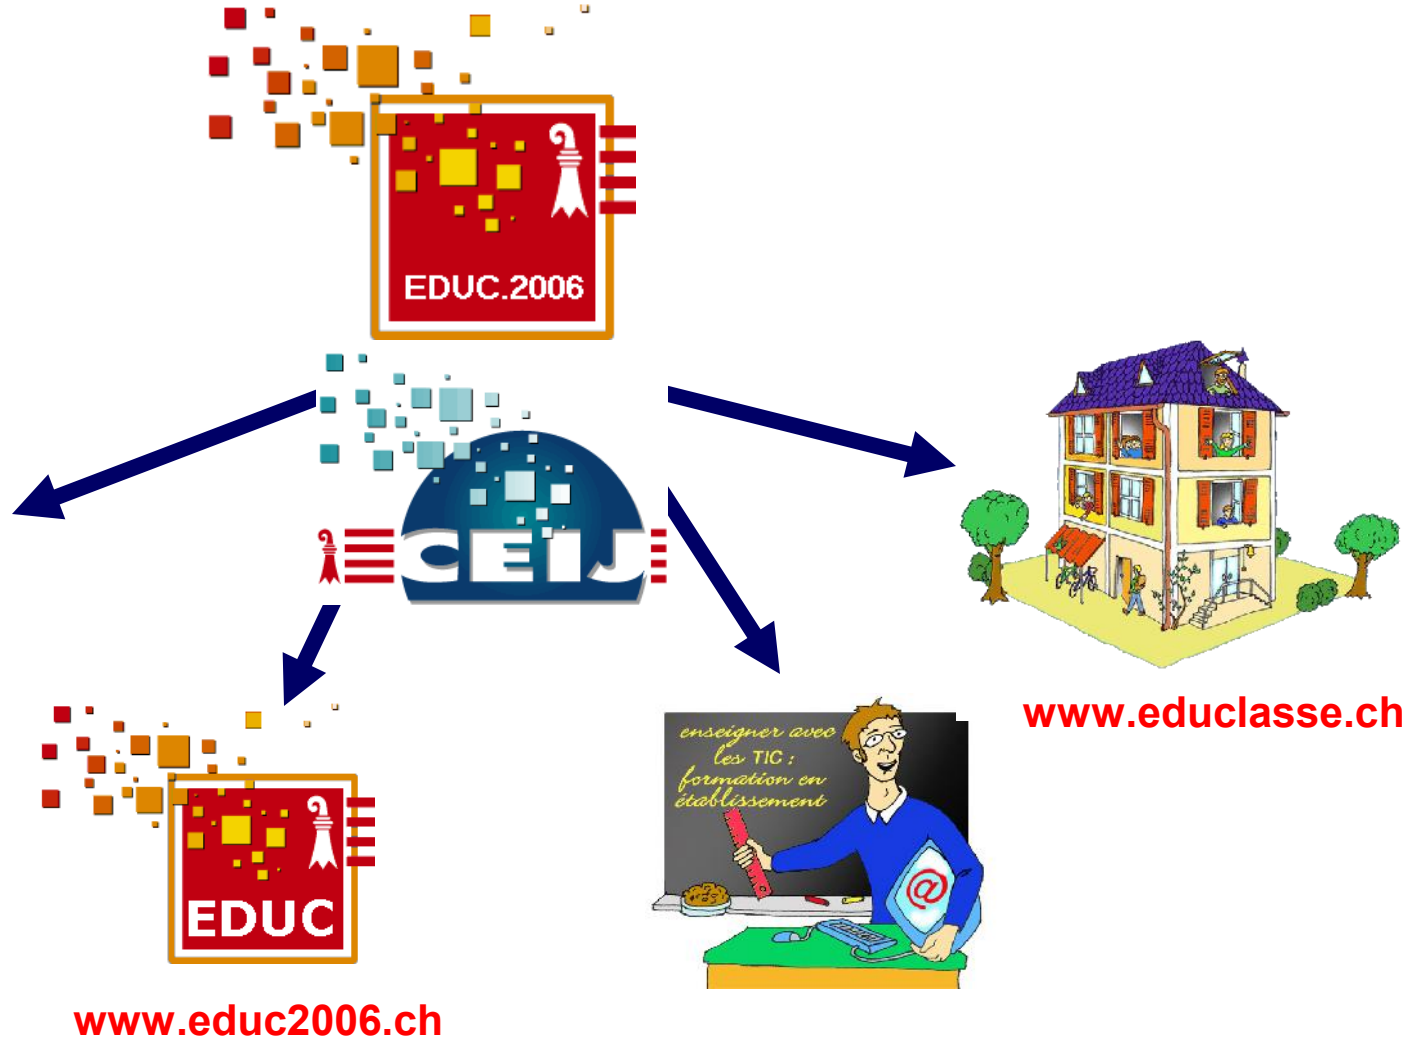 EDUC.2006
CEIJ
www.educlasse.ch
enseigner avec
les TIC :
formation en
établissement
@
EDUC
www.educ2006.ch